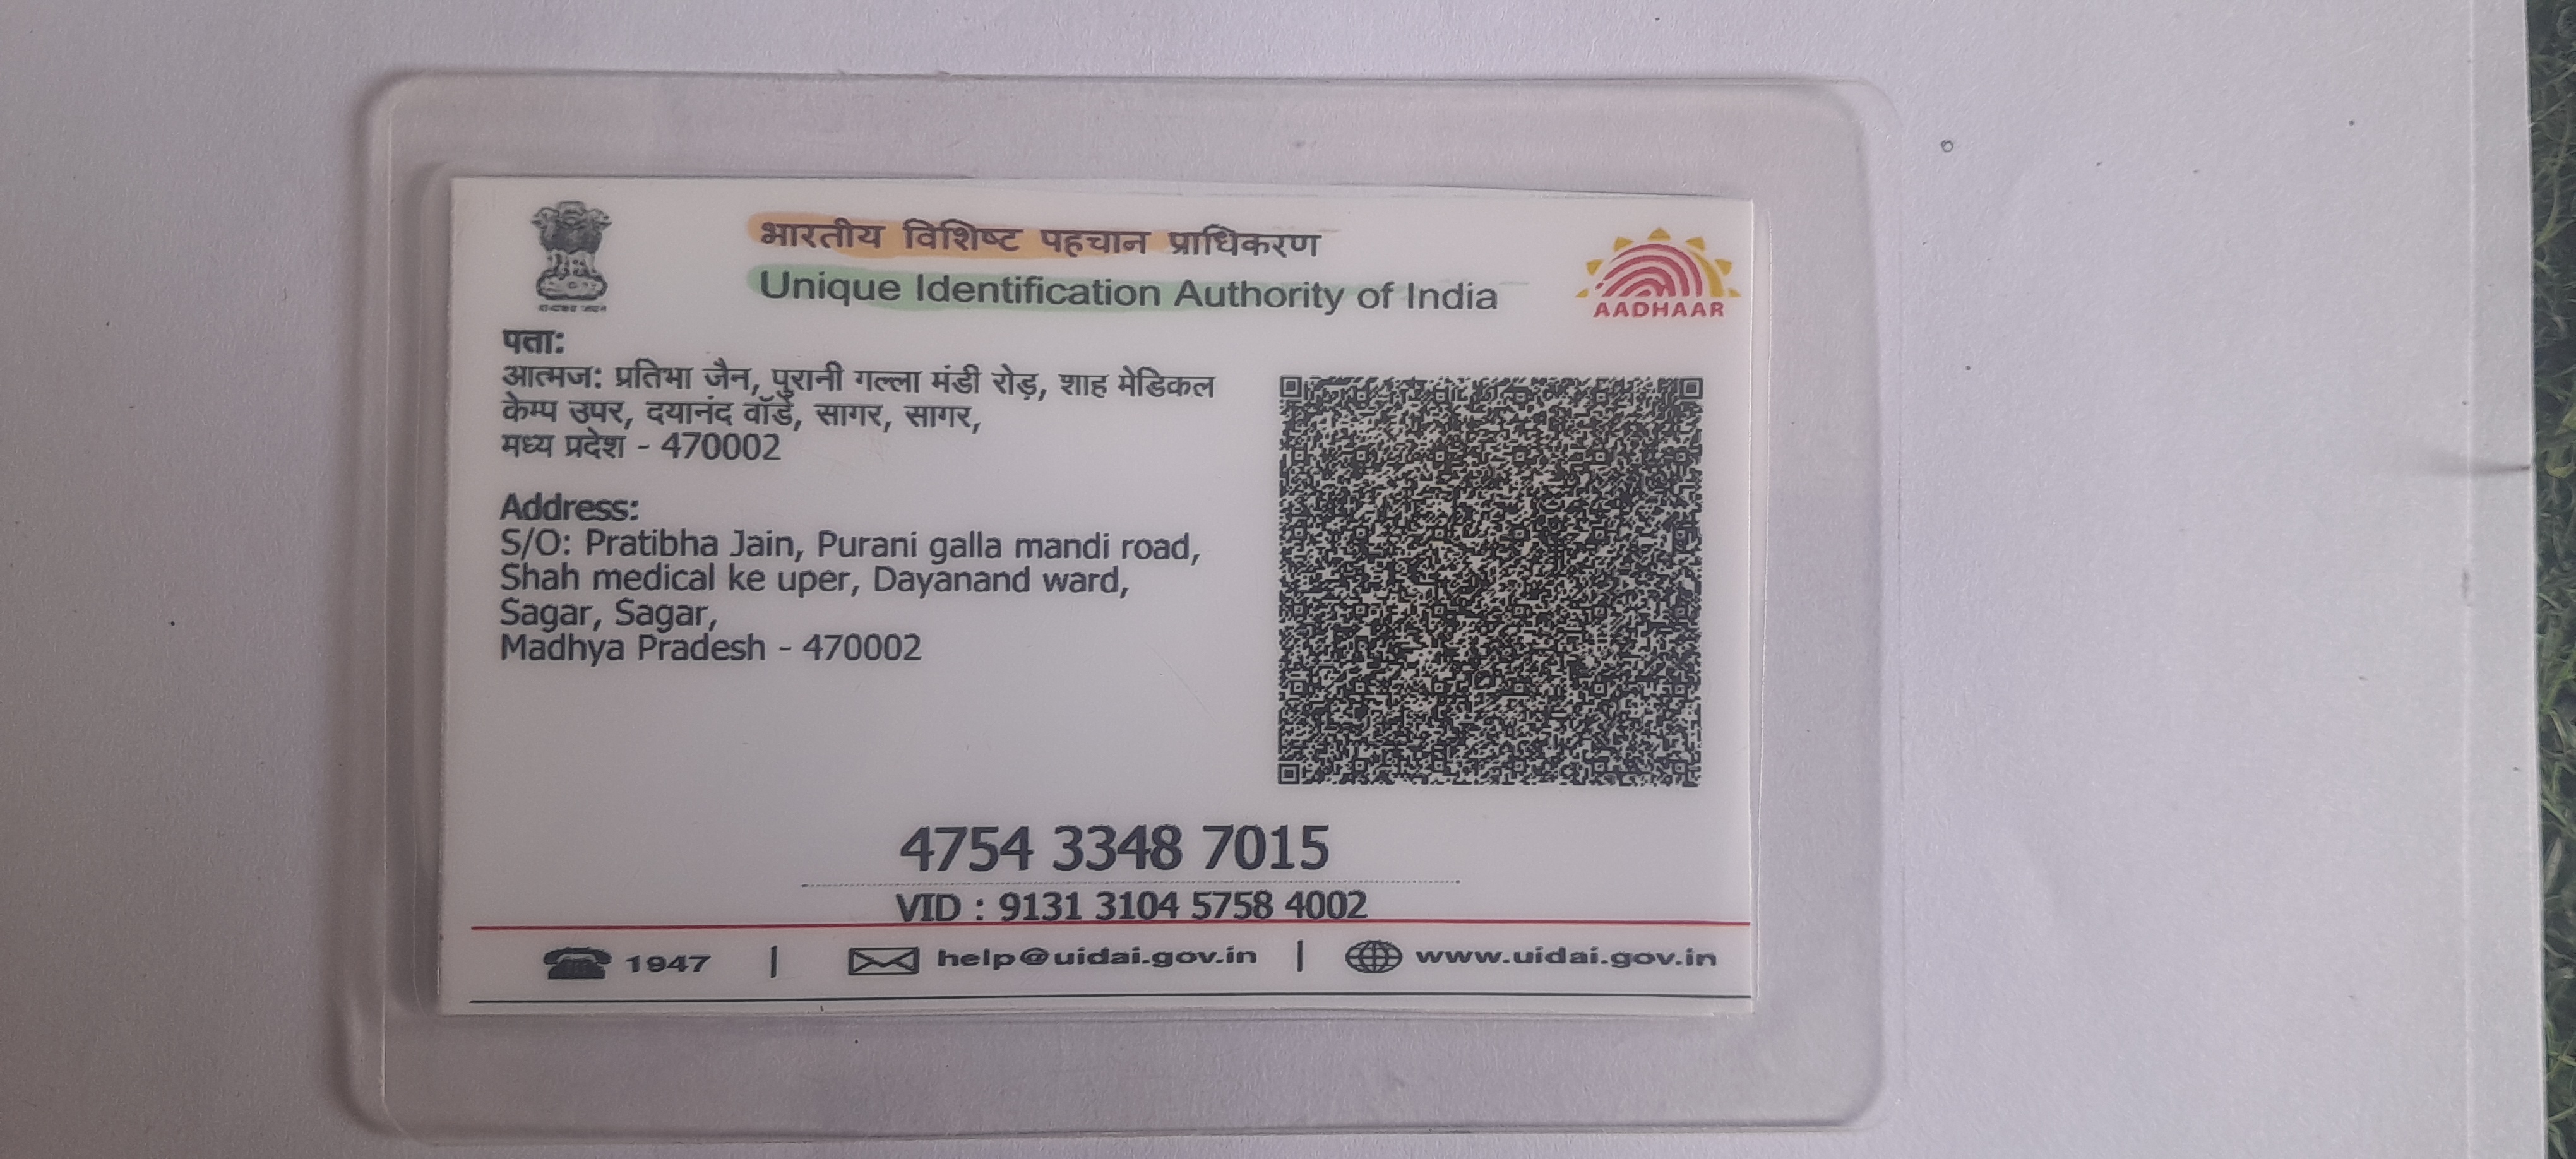 भारतीय विशिष्ट पहचान प्राधिकरण
Unique Identification Authority of India
AADHAAR
पता:
आत्मज: प्रतिभा जैन, पुरानी गल्ला मंडी रोड़, शाह मेडिकल
केम्प उपर, दयानंद वॉर्ड, सागर, सागर,
मध्य प्रदेश - 470002
Address:
S/O: Pratibha Jain, Purani galla mandi road,
Shah medical ke uper, Dayanand ward,
Sagar, Sagar,
Madhya Pradesh - 470002
4754 3348 7015
VID : 9131 3104 5758 4002
1947 | help@uidai.gov.in | www.uidai.gov.in